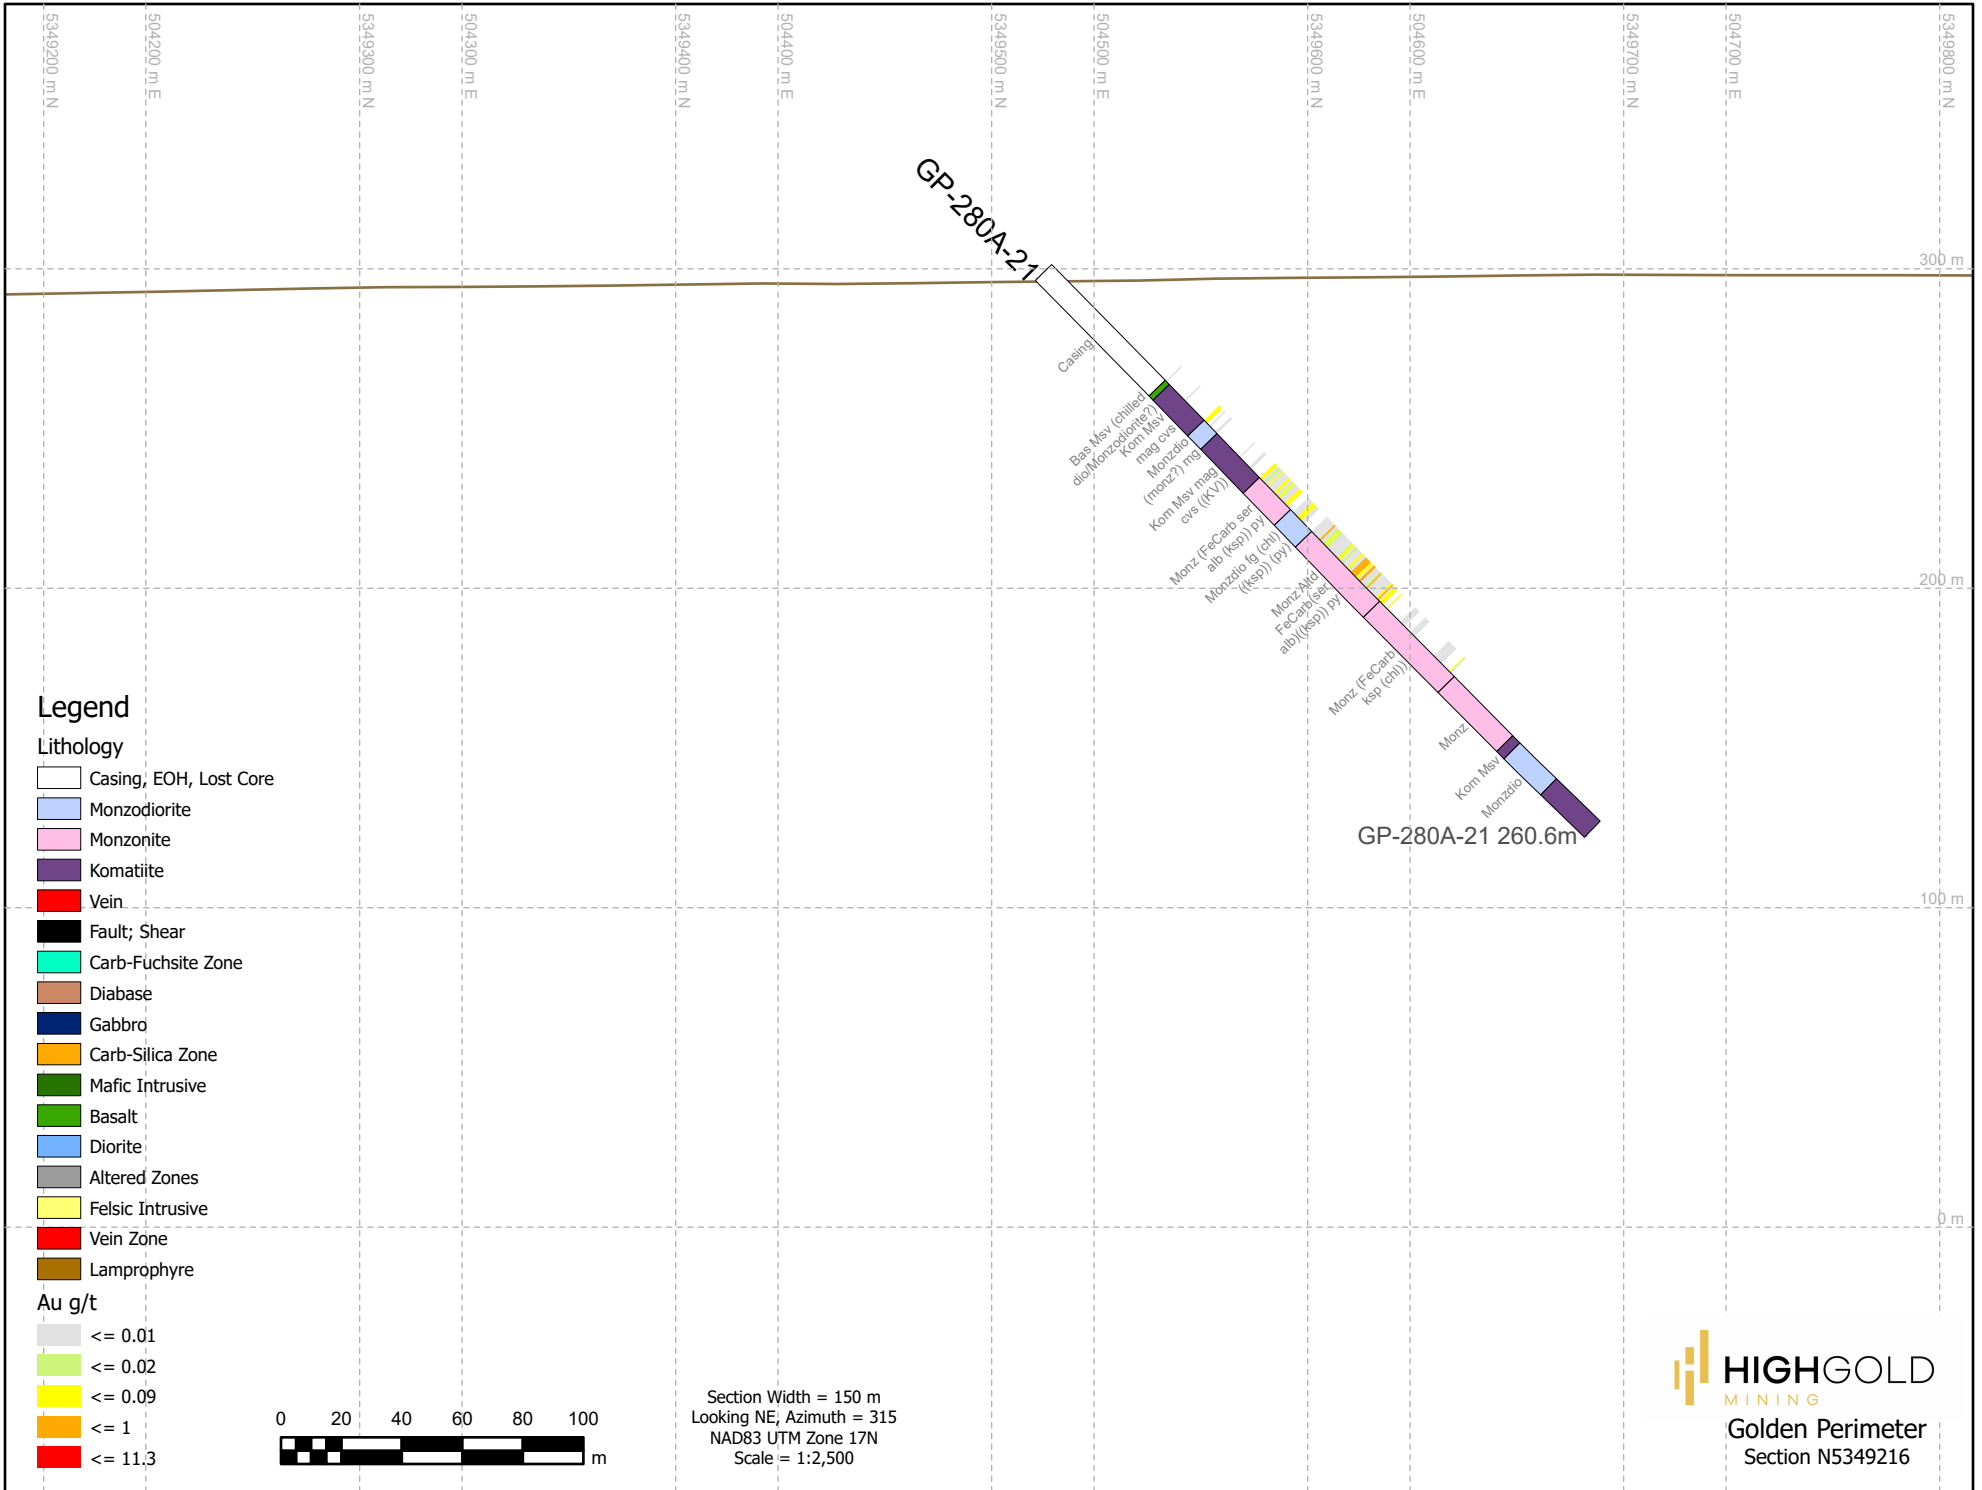 5349200 m N
504200 m E
5349300 m N
504300 m E
5349400 m N
504400 m E
5349500 m N
504500 m E
5349600 m N
504600 m E
5349700 m N
504700 m E
5349800 m N
GP-280A-21
300 m
Casing
Bas Msv (chilled
dio/Monzodiorite?)
Kom Msv
mag cvs
Monzdio
(monz?) mg
Kom Msv mag
cvs ((KV))
Monz (FeCarb ser
alb (ksp)) py
Monzdio fg (chl)
((ksp)) (py)
200 m
Monz Altd
FeCarb(ser
alb)((ksp)) py
Monz (FeCarb
ksp (chl))
Monz
Kom Msv
Monzdio
GP-280A-21 260.6m
100 m
0 m
Legend
Lithology
Casing, EOH, Lost Core
Monzodiorite
Monzonite
Komatiite
Vein
Fault; Shear
Carb-Fuchsite Zone
Diabase
Gabbro
Carb-Silica Zone
Mafic Intrusive
Basalt
Diorite
Altered Zones
Felsic Intrusive
Vein Zone
Lamprophyre
Au g/t
<= 0.01
<= 0.02
<= 0.09
<= 1
<= 11.3
0 20 40 60 80 100
m
Section Width = 150 m
Looking NE, Azimuth = 315
NAD83 UTM Zone 17N
Scale = 1:2,500
HIGHGOLD
MINING
Golden Perimeter
Section N5349216